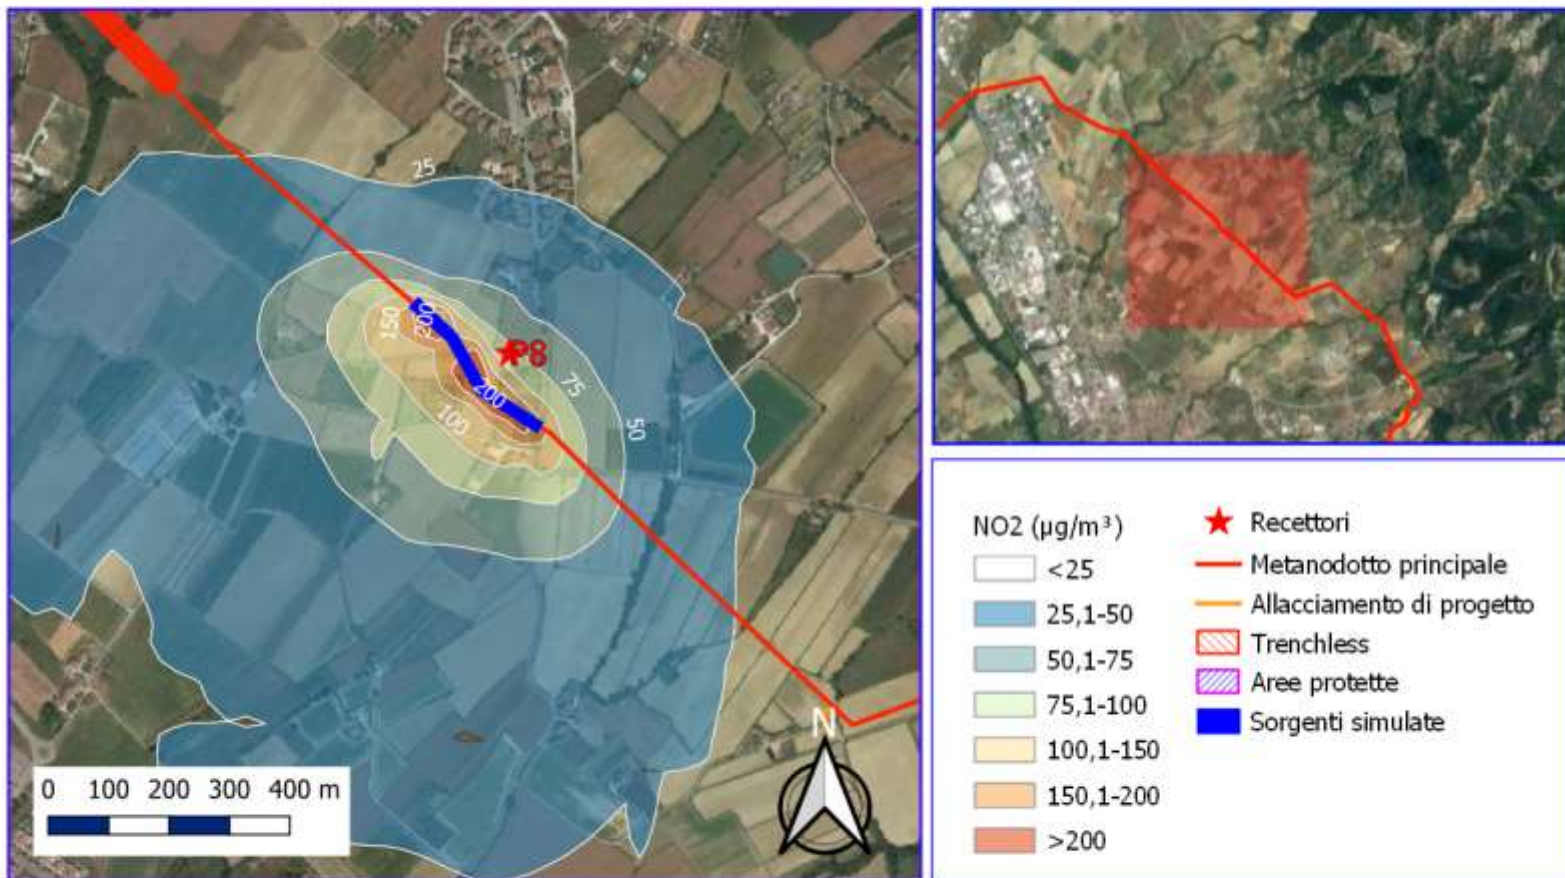 25
150
200
P8
75
200
100
50
N
0 100 200 300 400 m
NO2 (µg/m³)
<25
25,1-50
50,1-75
75,1-100
100,1-150
150,1-200
>200
Recettori
Metanodotto principale
Allacciamento di progetto
Trenchless
Aree protette
Sorgenti simulate